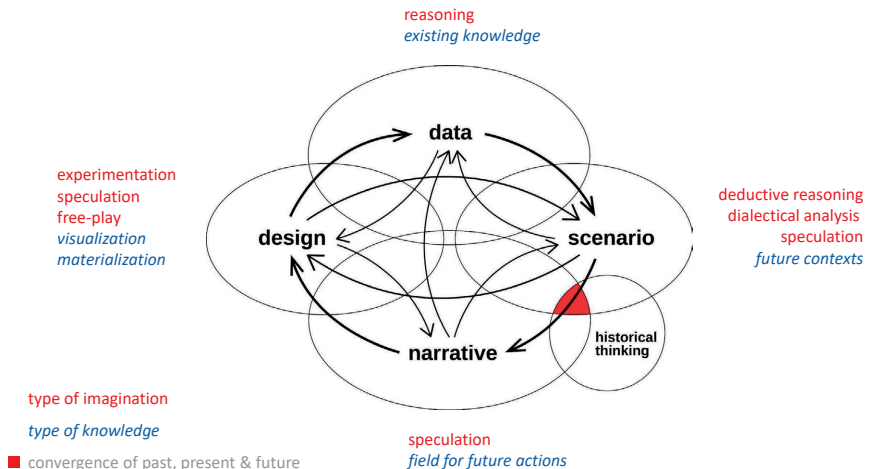 reasoning
existing knowledge
data
experimentation
speculation
free-play
visualization
materialization
design
scenario
deductive reasoning
dialectical analysis
speculation
future contexts
narrative
historical
thinking
type of imagination
type of knowledge
convergence of past, present & future
speculation
field for future actions